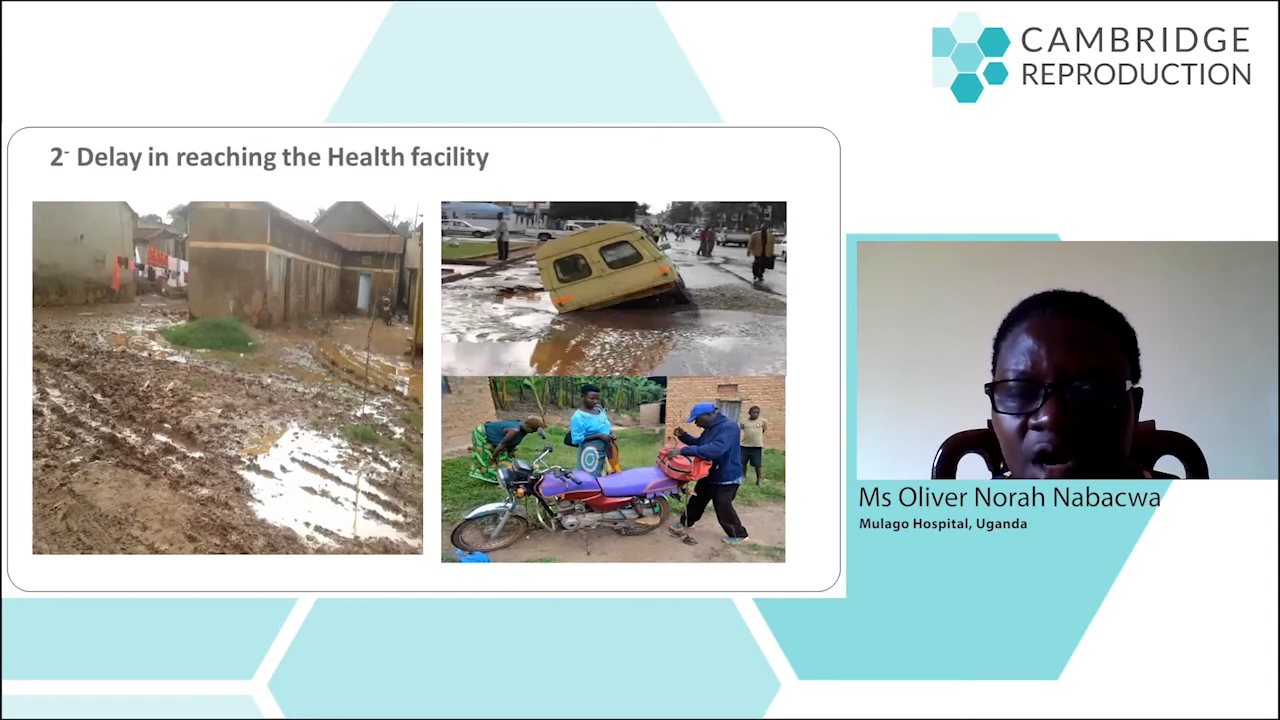 CAMBRIDGE
REPRODUCTION
2- Delay in reaching the Health facility
Ms Oliver Norah Nabacwa
Mulago Hospital, Uganda